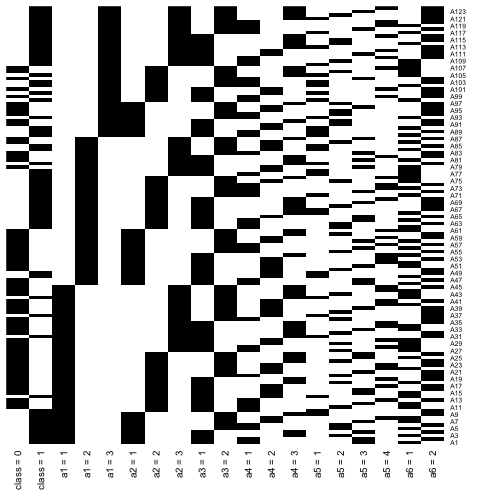 A123
A121
A119
A117
A115
A113
A111
A109
A107
A105
A103
A101
A99
A97
A95
A93
A91
A89
A87
A85
A83
A81
A79
A77
A75
A73
A71
A69
A67
A65
A63
A61
A59
A57
A55
A53
A51
A49
A47
A45
A43
A41
A39
A37
A35
A33
A31
A29
A27
A25
A23
A21
A19
A17
A15
A13
A11
A9
A7
A5
A3
A1
class = 0
class = 1
a1 = 1
a1 = 2
a1 = 3
a2 = 1
a2 = 2
a2 = 3
a3 = 1
a3 = 2
a4 = 1
a4 = 2
a4 = 3
a5 = 1
a5 = 2
a5 = 3
a5 = 4
a6 = 1
a6 = 2